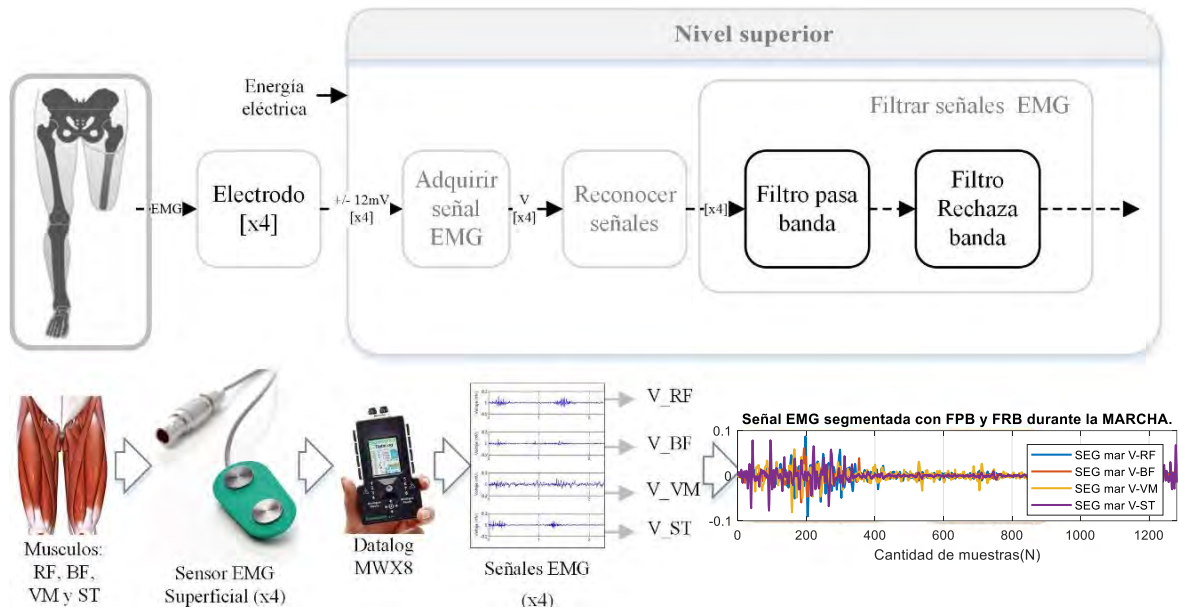 Nivel superior
Energía
eléctrica
Filtrar señales EMG
EMG
Electrodo
[x4]
+/- 12mV
[x4]
Adquirir
señal
EMG
V
[x4]
Reconocer
señales
[x4]
Filtro pasa
banda
Filtro
Rechaza
banda
Musculos:
RF, BF,
VM y ST
Sensor EMG
Superficial (x4)
Datalog
MWX8
Señales EMG
(x4)
V_RF
V_BF
V_VM
V_ST
Señal EMG segmentada con FPB y FRB durante la MARCHA.
0.1
0
-0.1
SEG mar V-RF
SEG mar V-BF
SEG mar V-VM
SEG mar V-ST
0 200 400 600 800 1000 1200
Cantidad de muestras(N)